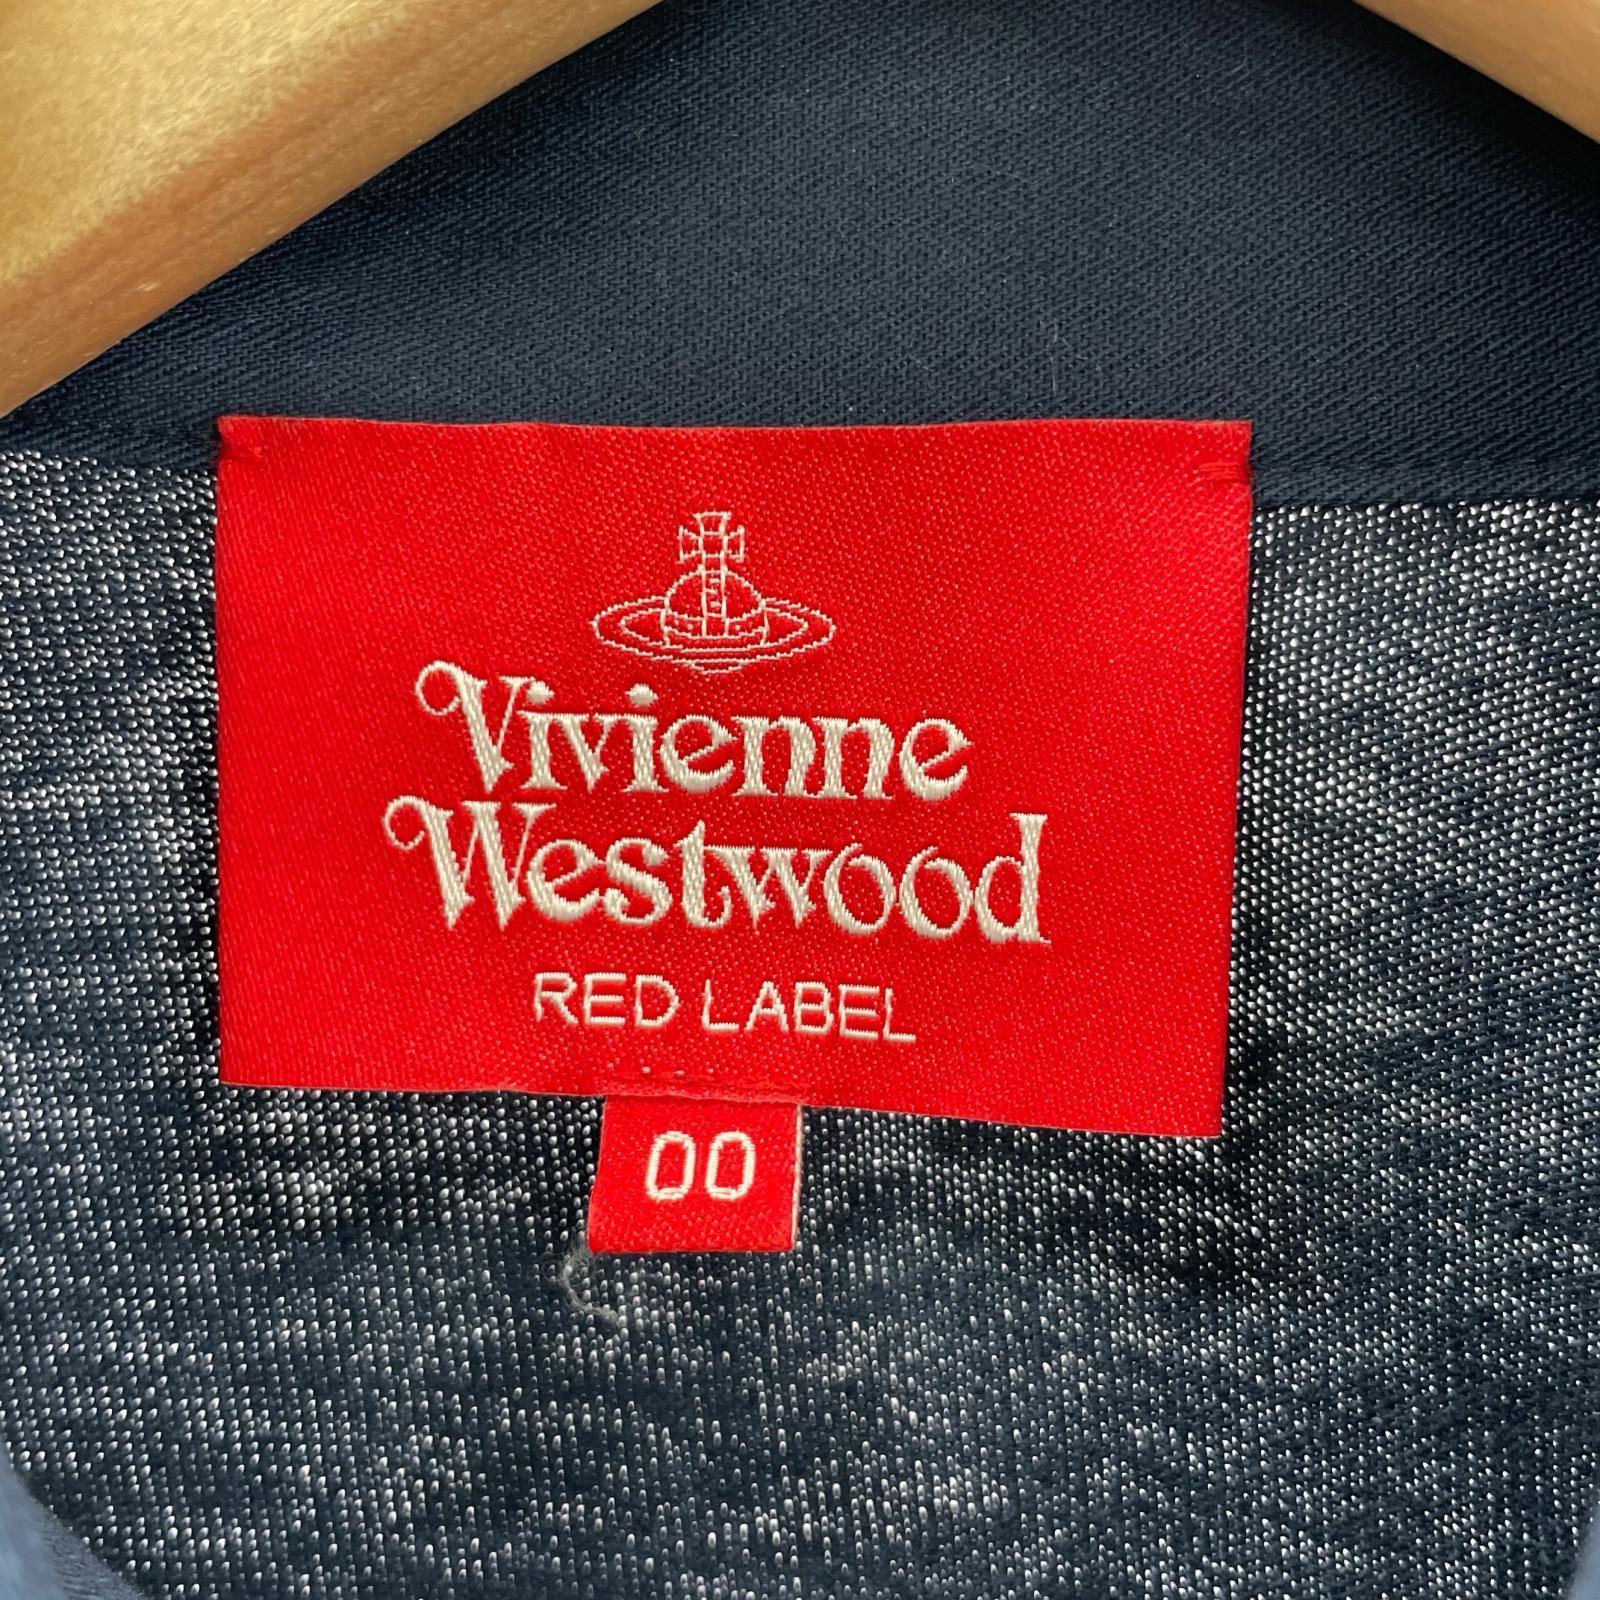 Vivienne
Westwood
RED LABEL
00